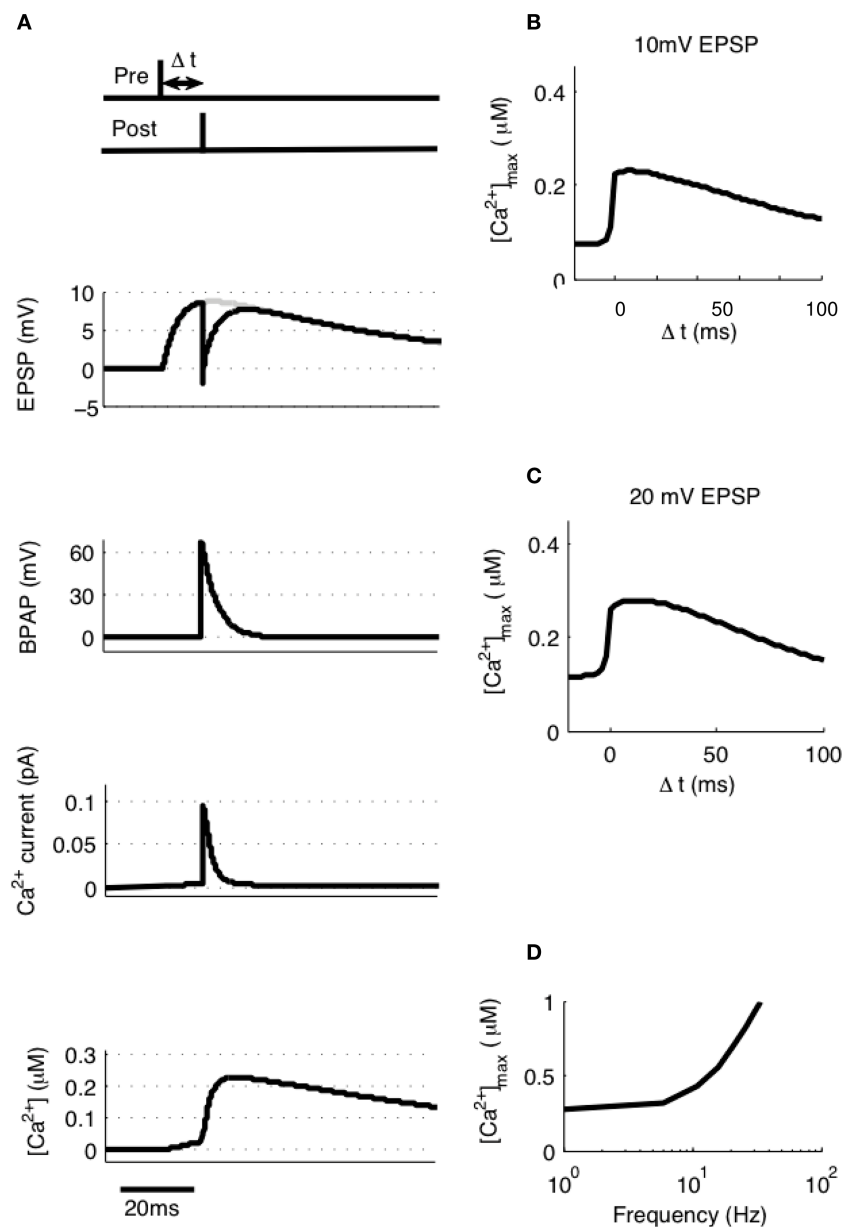 A
Δ t
Pre
Post
10
5
0
−5
EPSP (mV)
60
30
0
BPAP (mV)
0.1
0.05
0
Ca2+ current (pA)
0.3
0.2
0.1
0
[Ca2+] (μM)
20ms
B
10mV EPSP
0.4
0.2
0
[Ca2+]max ( μM)
0 50 100
Δ t (ms)
C
20 mV EPSP
0.4
0.2
0
[Ca2+]max ( μM)
0 50 100
Δ t (ms)
D
1
0.5
0
[Ca2+]max ( μM)
10^0 10^1 10^2
Frequency (Hz)